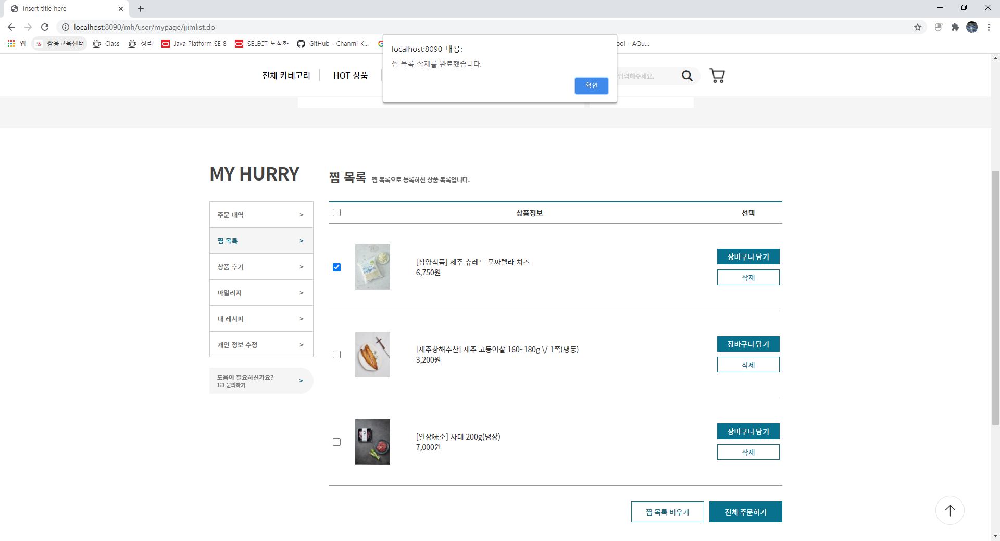 Insert title here
localhost:8090/mh/user/mypage/jjimlist.do
앱
쌍용교육센터
Class
정리
Java Platform SE 8
SELECT 도식화
GitHub - Chanmi-K...
ool - AQu...
localhost:8090 내용:
찜 목록 삭제를 완료했습니다.
확인
전체 카테고리
HOT 상품
입력해주세요.
MY HURRY
주문 내역 >
찜 목록 >
상품 후기 >
마일리지 >
내 레시피 >
개인 정보 수정 >
도움이 필요하신가요?
1:1 문의하기
>
찜 목록 찜 목록으로 등록하신 상품 목록입니다.
상품정보 선택
[삼양식품] 제주 슈레드 모짜렐라 치즈
6,750원
장바구니 담기
삭제
[제주창해수산] 제주 고등어살 160~180g \/ 1쪽(냉동)
3,200원
장바구니 담기
삭제
[일상味소] 사태 200g(냉장)
7,000원
장바구니 담기
삭제
찜 목록 비우기
전체 주문하기